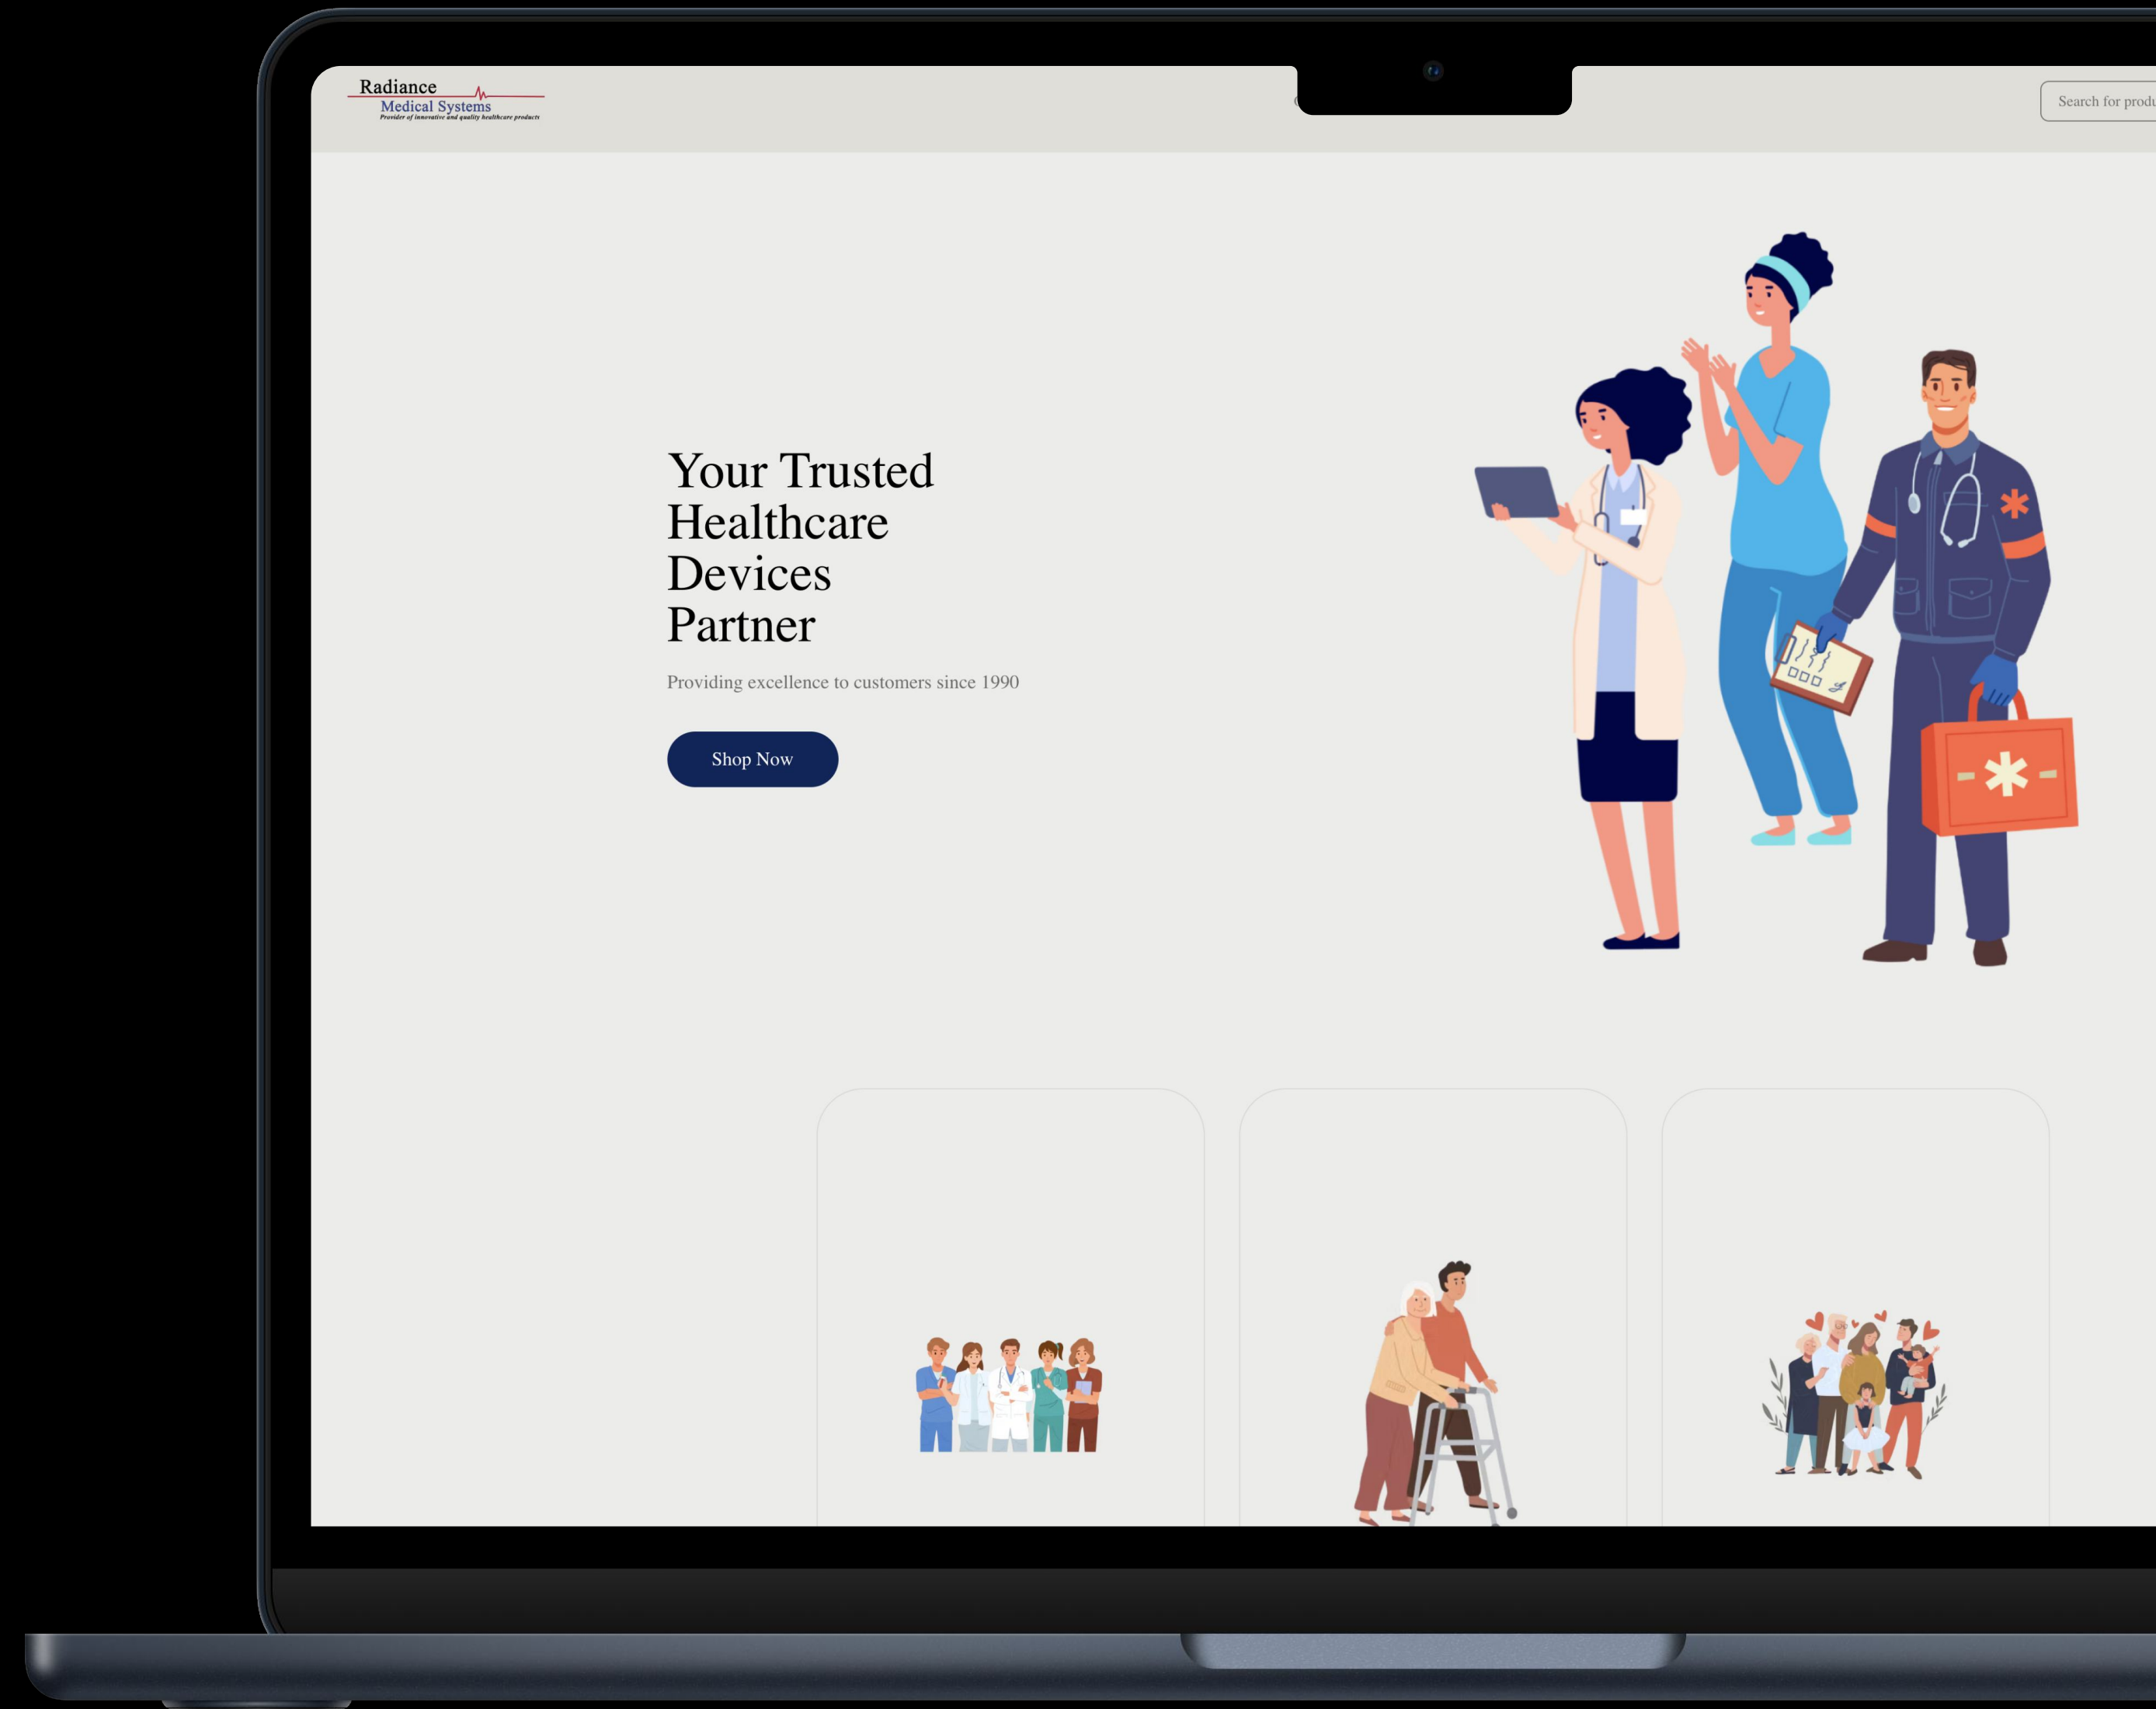 Radiance
Medical Systems
Provider of innovative and quality healthcare products
Search for
Your Trusted
Healthcare
Devices
Partner
Providing excellence to customers since 1990
Shop Now